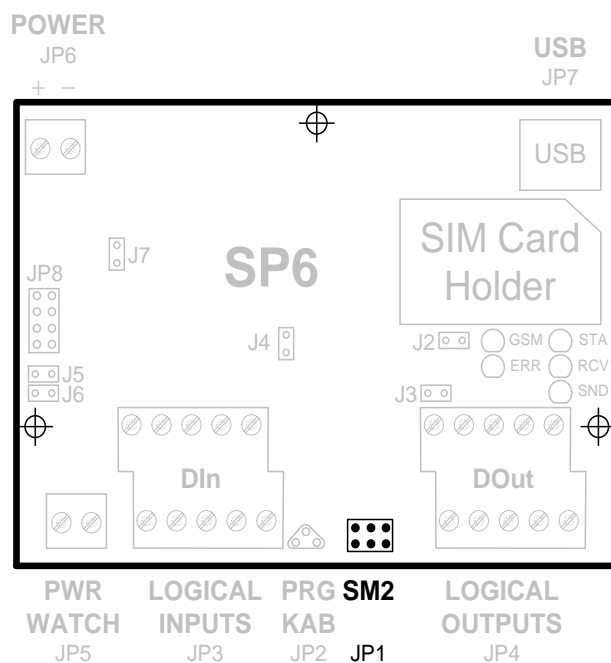 POWER
JP6
+ −
USB
JP7
USB
SIM Card
Holder
J7
SP6
JP8
J4
J2
GSM
STA
ERR
RCV
J5
J6
J3
SND
DIn
DOut
PWR
WATCH
JP5
LOGICAL
INPUTS
JP3
PRG
KAB
JP2
SM2
JP1
LOGICAL
OUTPUTS
JP4